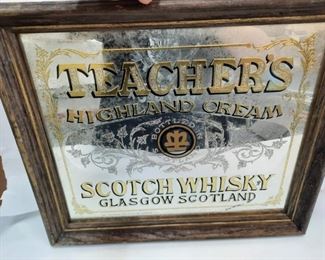 TEACHER'S
HIGHLAND CREAM
SCOTCH WHISKY
GLASGOW SCOTLAND